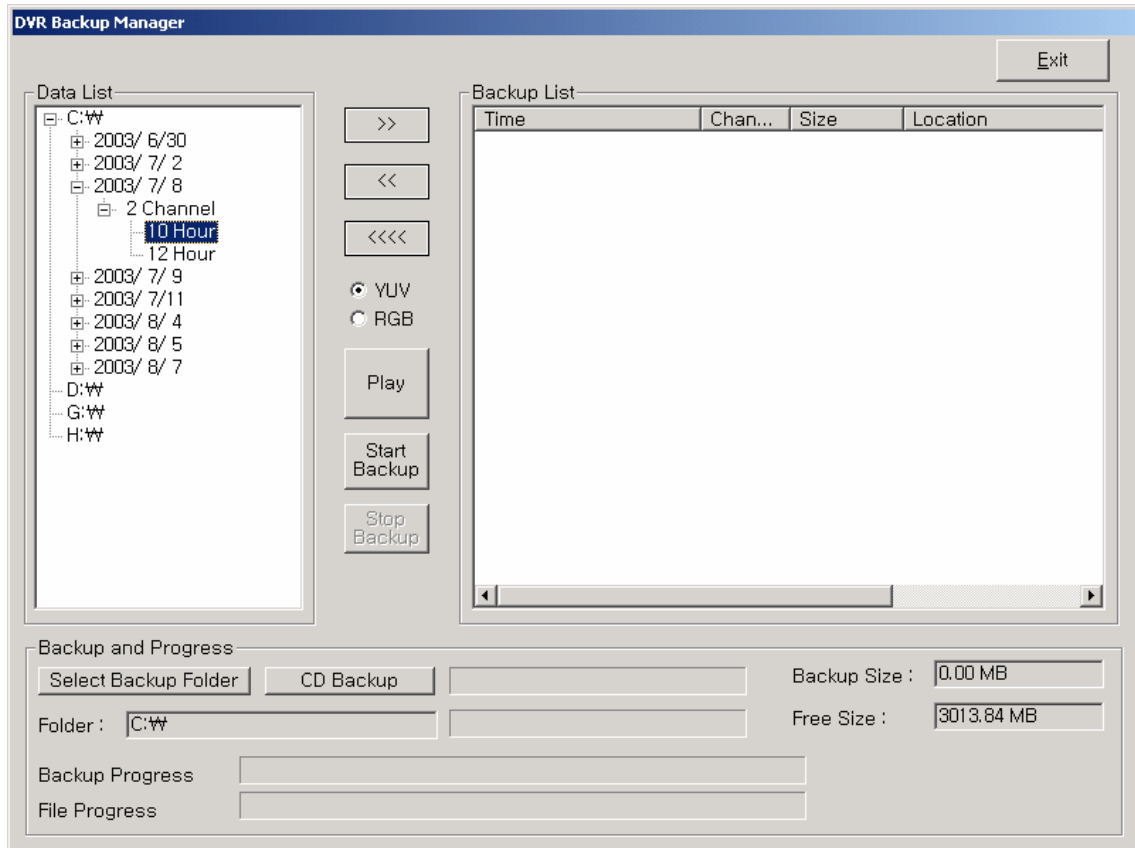 DVR Backup Manager
Exit
Data List
C:₩
2003/ 6/30
2003/ 7/ 2
2003/ 7/ 8
2 Channel
10 Hour
12 Hour
2003/ 7/ 9
2003/ 7/11
2003/ 8/ 4
2003/ 8/ 5
2003/ 8/ 7
D:₩
G:₩
H:₩
>>
<<
<<<<
YUV
RGB
Play
Start
Backup
Stop
Backup
Backup List
Time Chan... Size Location
Backup and Progress
Select Backup Folder CD Backup
Backup Size : 0.00 MB
Folder : C:₩
Free Size : 3013.84 MB
Backup Progress
File Progress